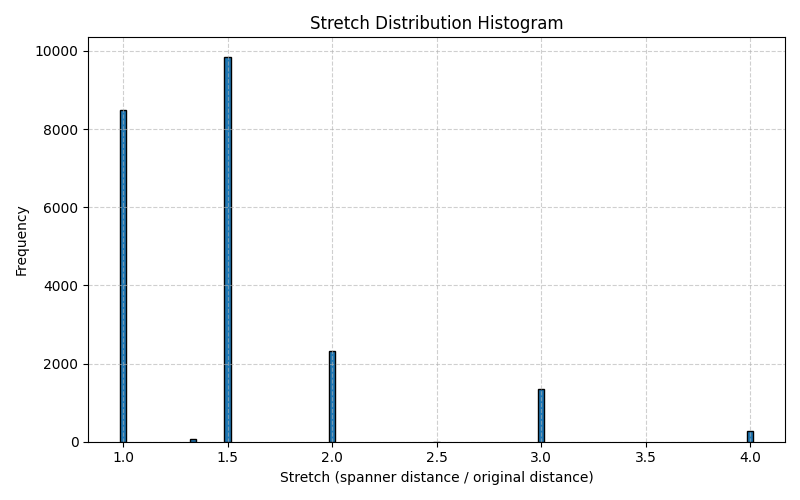 Stretch Distribution Histogram
10000
8000
6000
4000
2000
0
Frequency
1.0 1.5 2.0 2.5 3.0 3.5 4.0
Stretch (spanner distance / original distance)